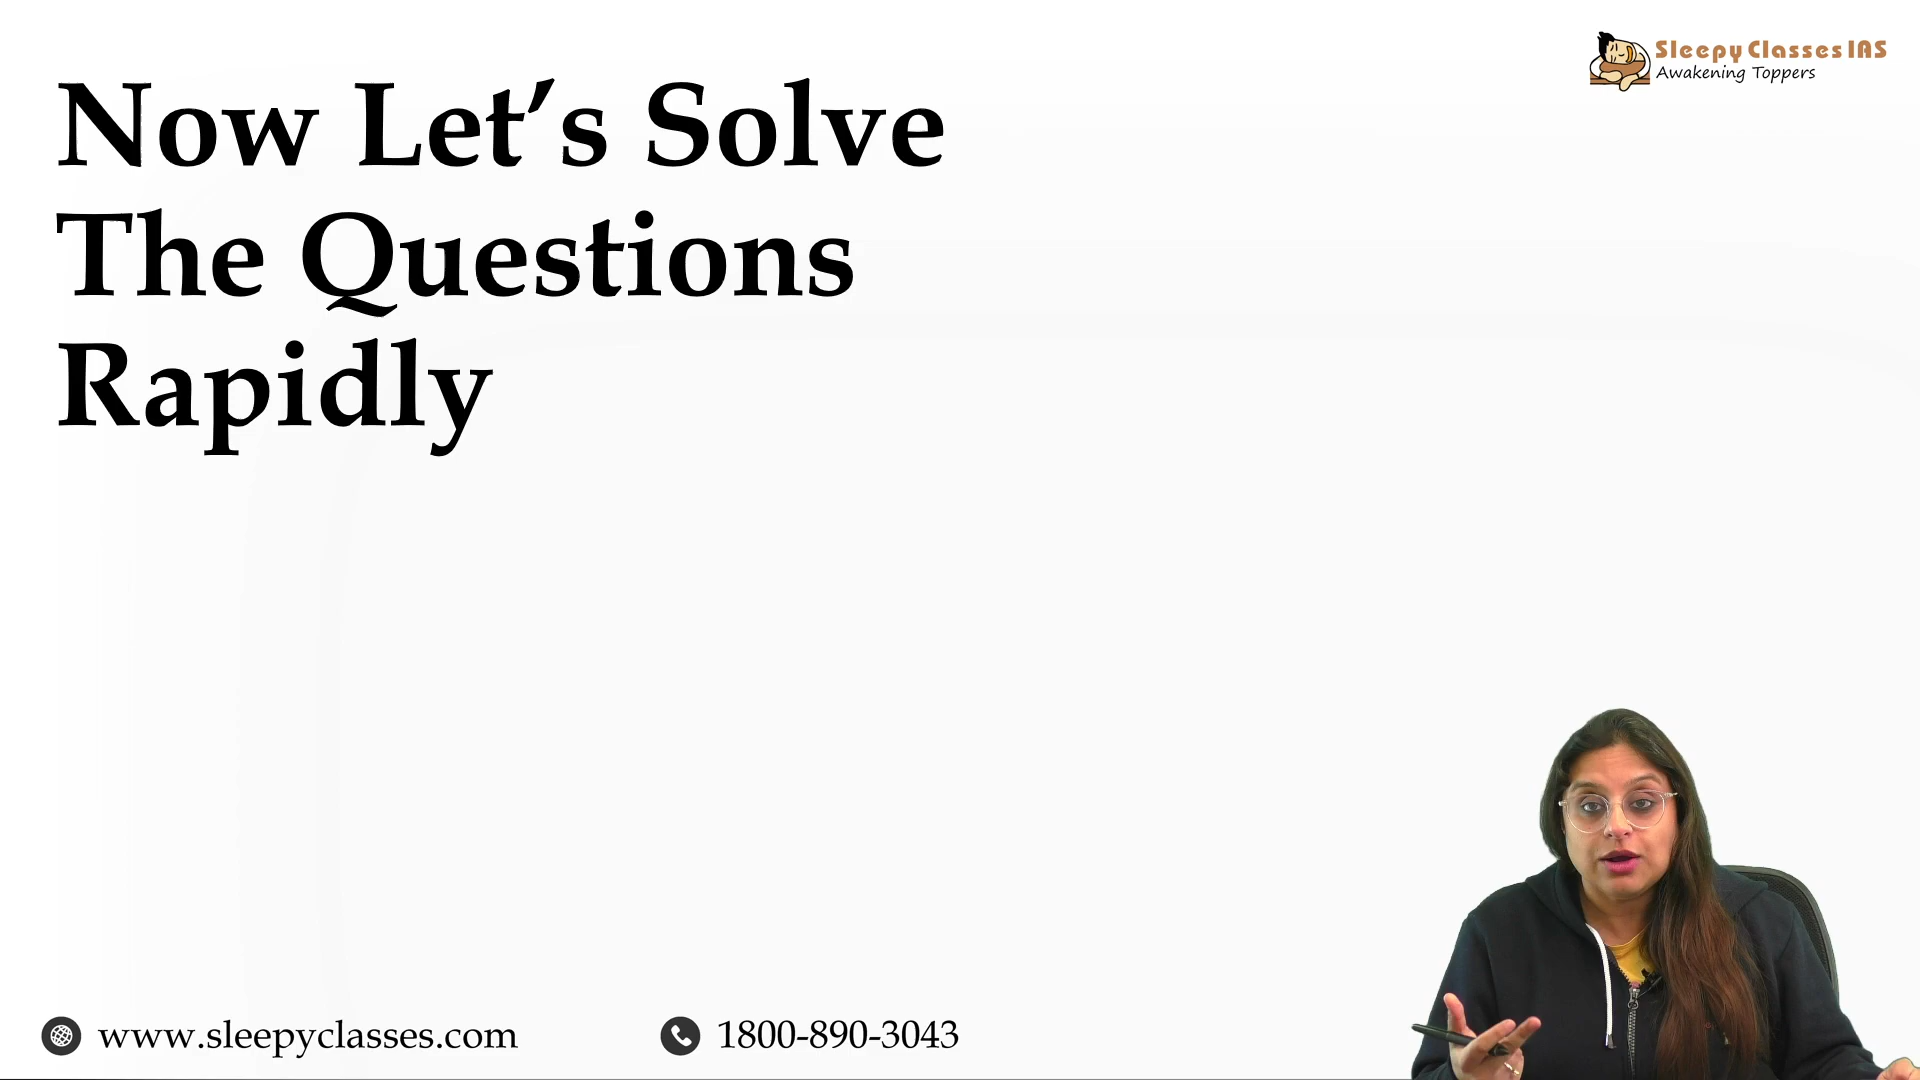 Sleepy Classes IAS
Awakening Toppers
Now Let’s Solve
The Questions
Rapidly
www.sleepyclasses.com
1800-890-3043